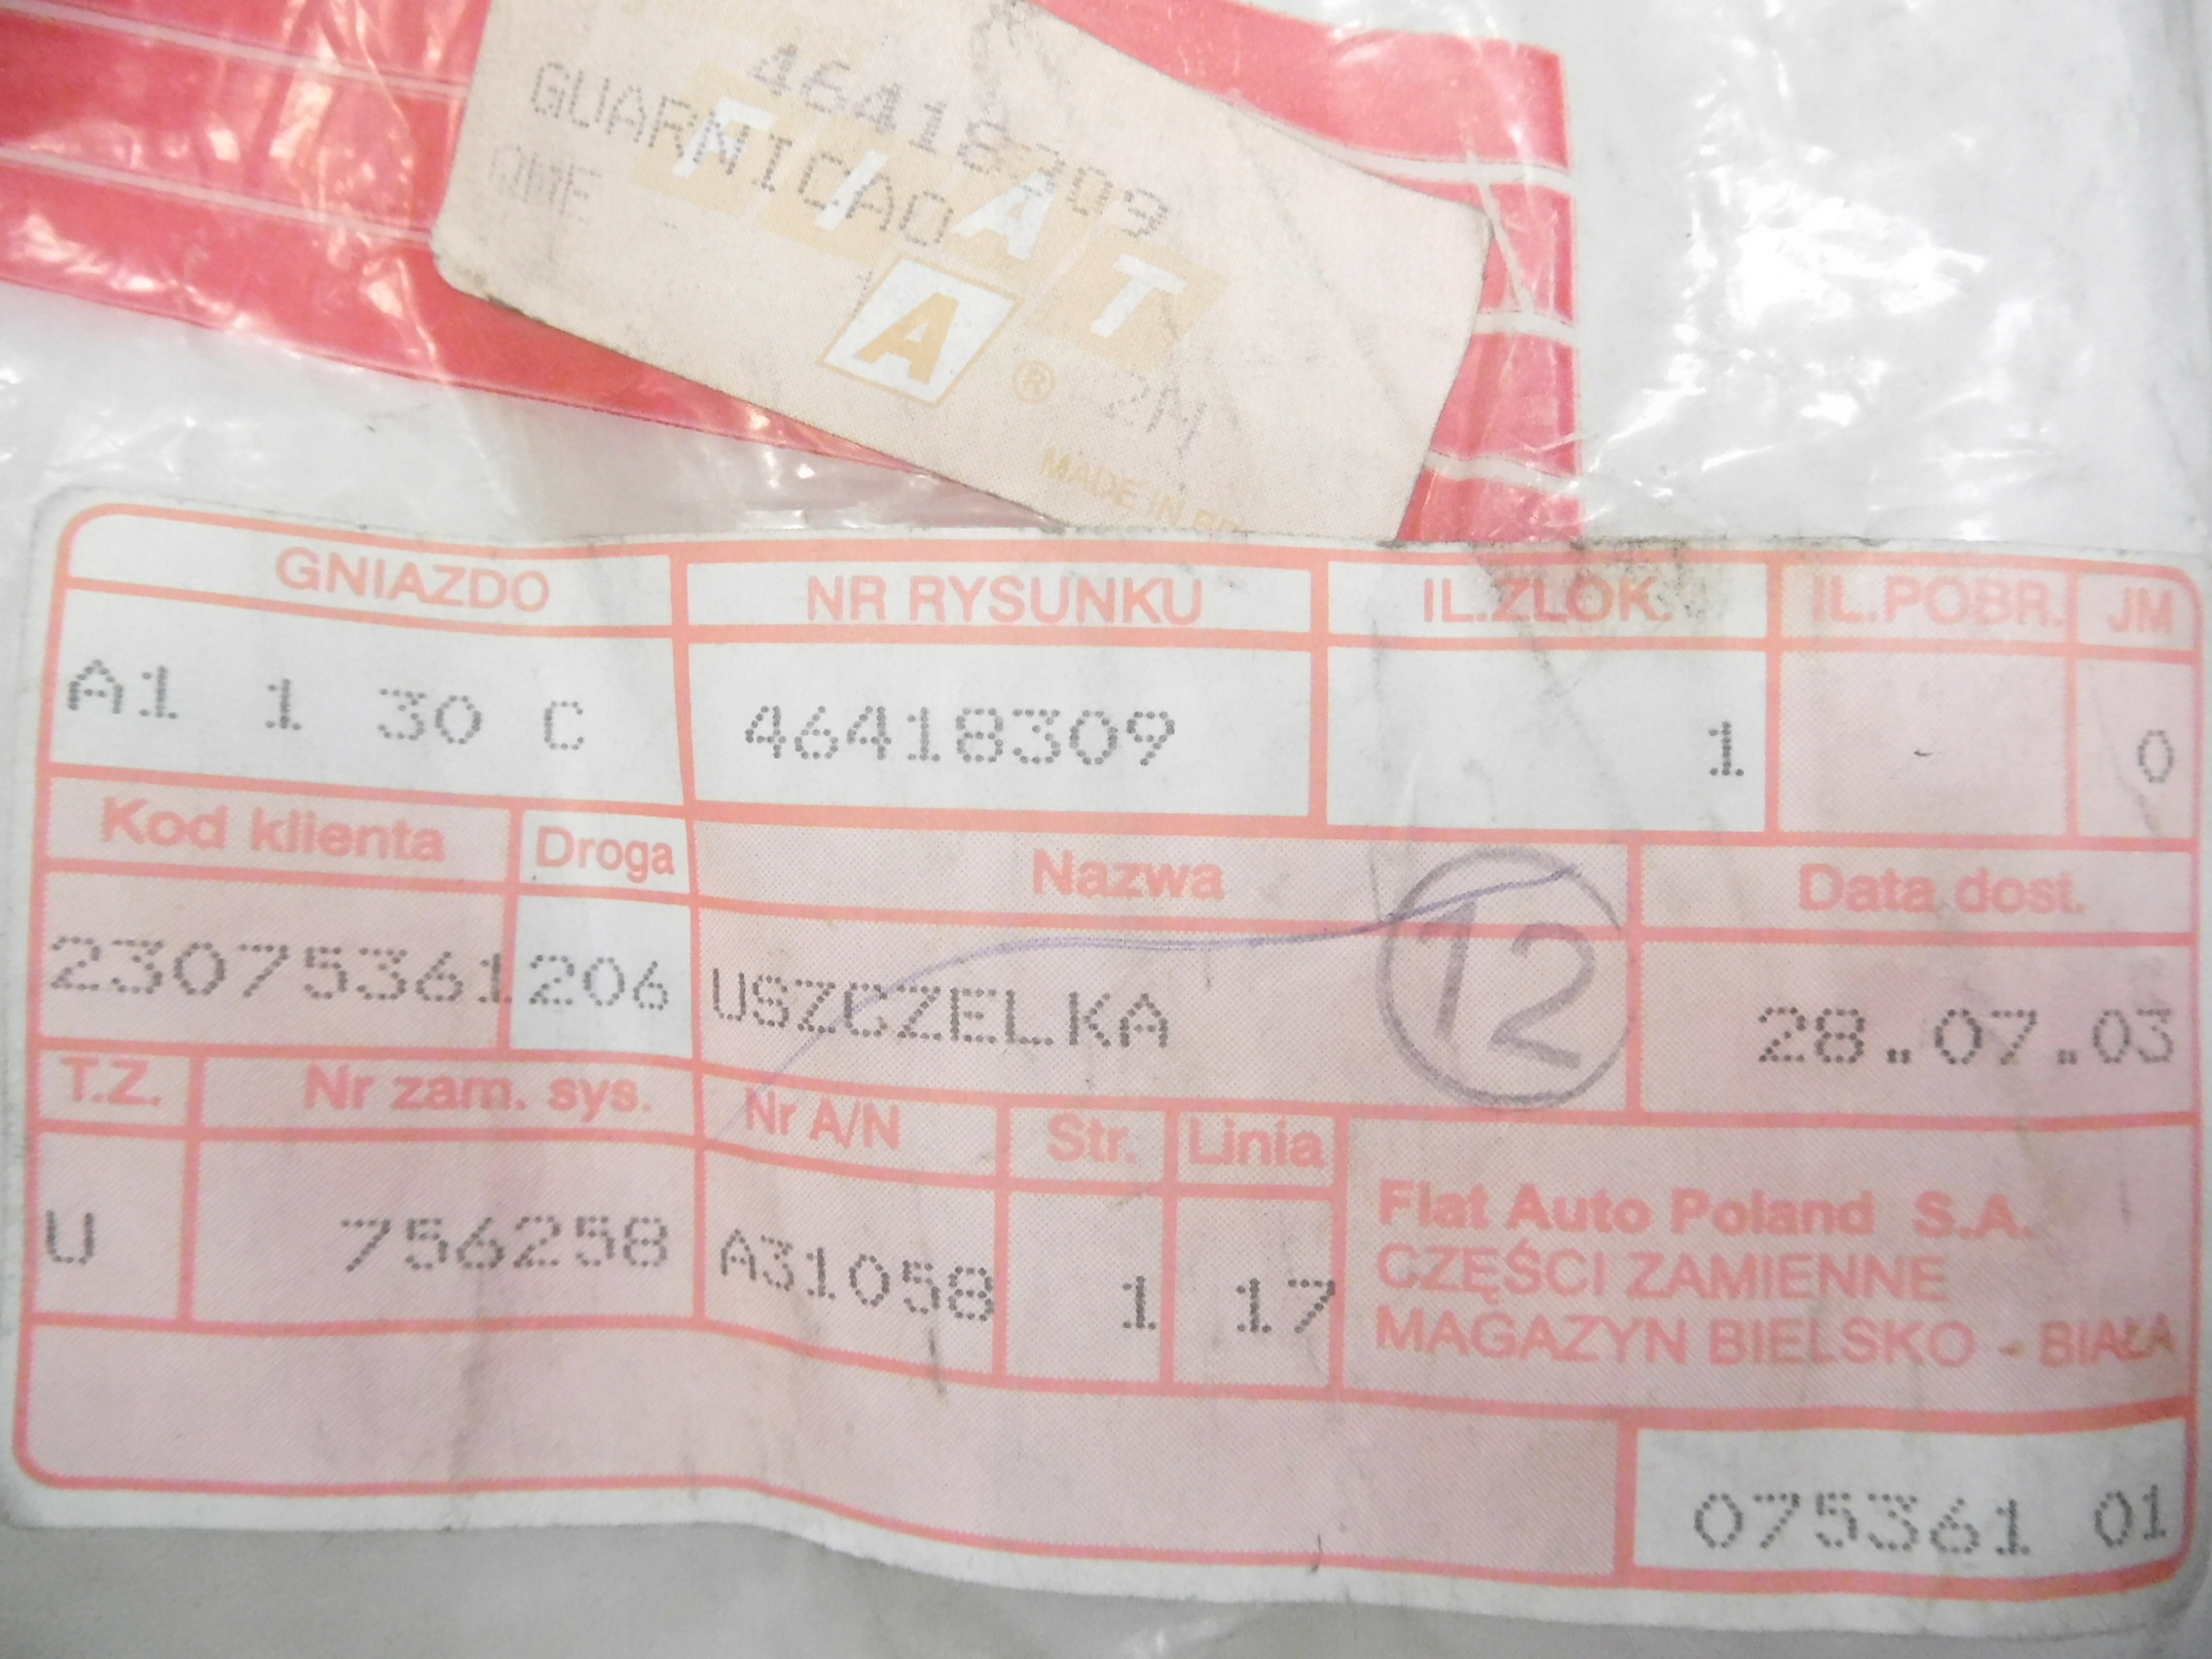 46418309
GUARNICAO
FIAT
A ®
2M
MADE IN
GNIAZDO NR RYSUNKU IL.ZLOK. IL.POBR. JM
A1 1 30 C 46418309 1 - 0
Kod klienta Droga Nazwa Data dost.
23075361 206 USZCZELKA 12 28.07.03
T.Z. Nr zam. sys. Nr A/N Str. Linia
U 756258 A31058 1 17
Fiat Auto Poland S.A.
CZĘŚCI ZAMIENNE
MAGAZYN BIELSKO - BIAŁA
075361 01